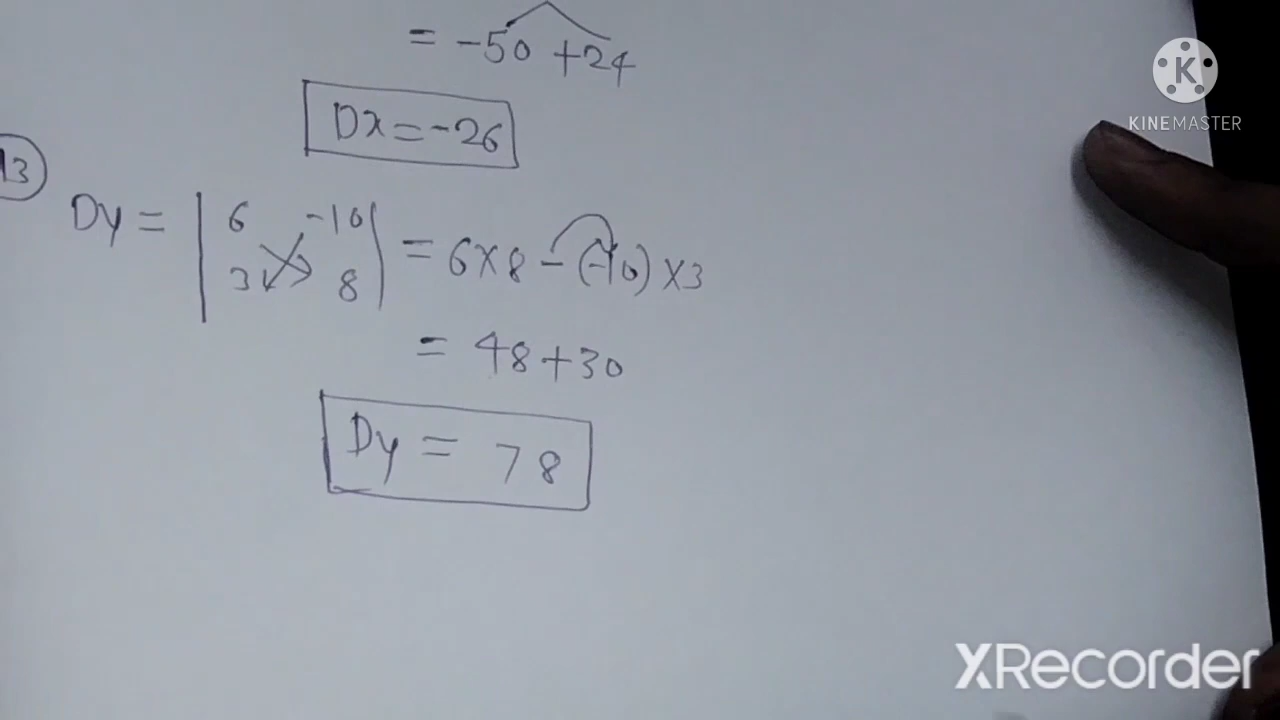 = -50 +24
Dx = -26
13
Dy = | 6 -10 | = 6 × 8 - (-10) × 3
| 3 8 |
= 48 + 30
Dy = 78
KINEMASTER
XRecorder